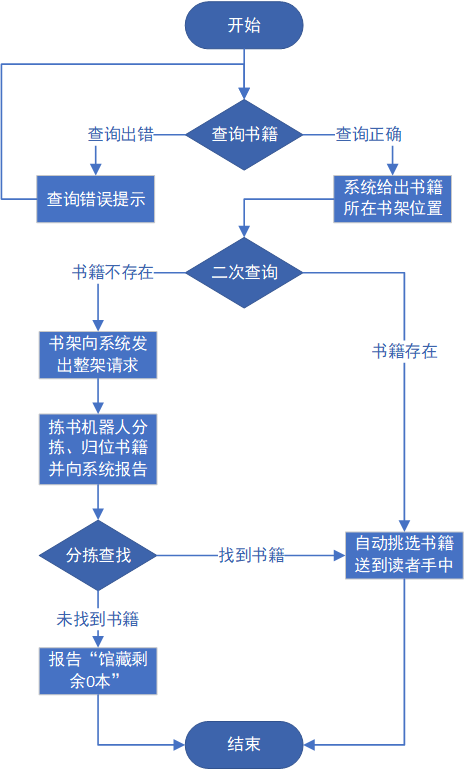 开始
查询出错
查询书籍
查询正确
查询错误提示
系统给出书籍
所在书架位置
书籍不存在
二次查询
书架向系统发
出整架请求
书籍存在
拣书机器人分
拣、归位书籍
并向系统报告
分拣查找
找到书籍
自动挑选书籍
送到读者手中
未找到书籍
报告“馆藏剩
余0本”
结束